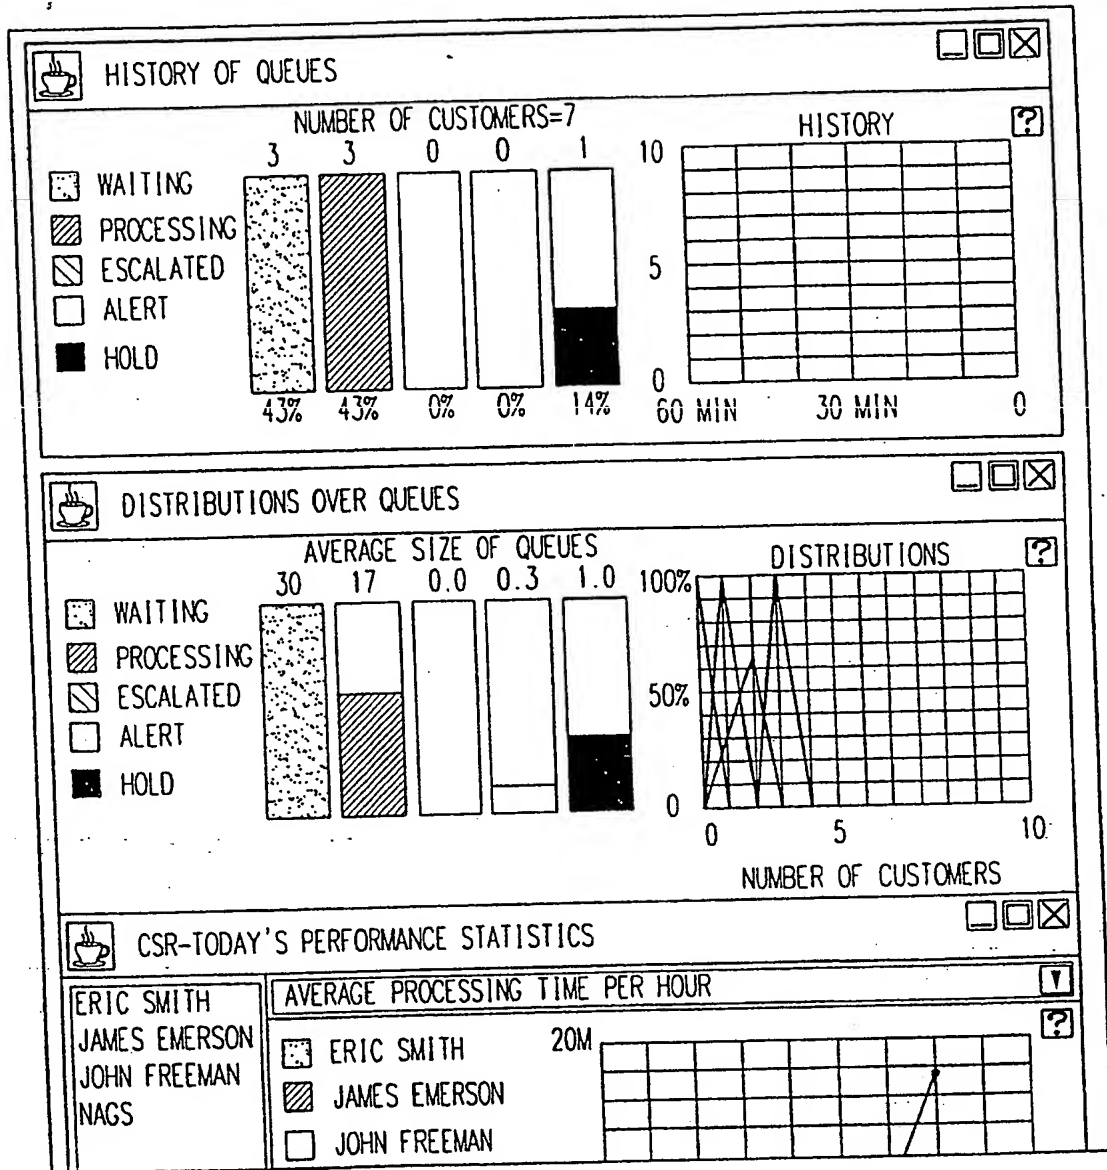 HISTORY OF QUEUES
NUMBER OF CUSTOMERS=7
3 3 0 0 1
WAITING
PROCESSING
ESCALATED
ALERT
HOLD
43% 43% 0% 0% 14%
HISTORY
?
10
5
0
60 MIN 30 MIN 0
DISTRIBUTIONS OVER QUEUES
AVERAGE SIZE OF QUEUES
30 17 0.0 0.3 1.0
WAITING
PROCESSING
ESCALATED
ALERT
HOLD
DISTRIBUTIONS
?
100%
50%
0
0 5 10
NUMBER OF CUSTOMERS
CSR-TODAY'S PERFORMANCE STATISTICS
ERIC SMITH
JAMES EMERSON
JOHN FREEMAN
NAGS
AVERAGE PROCESSING TIME PER HOUR
?
ERIC SMITH
JAMES EMERSON
JOHN FREEMAN
20M